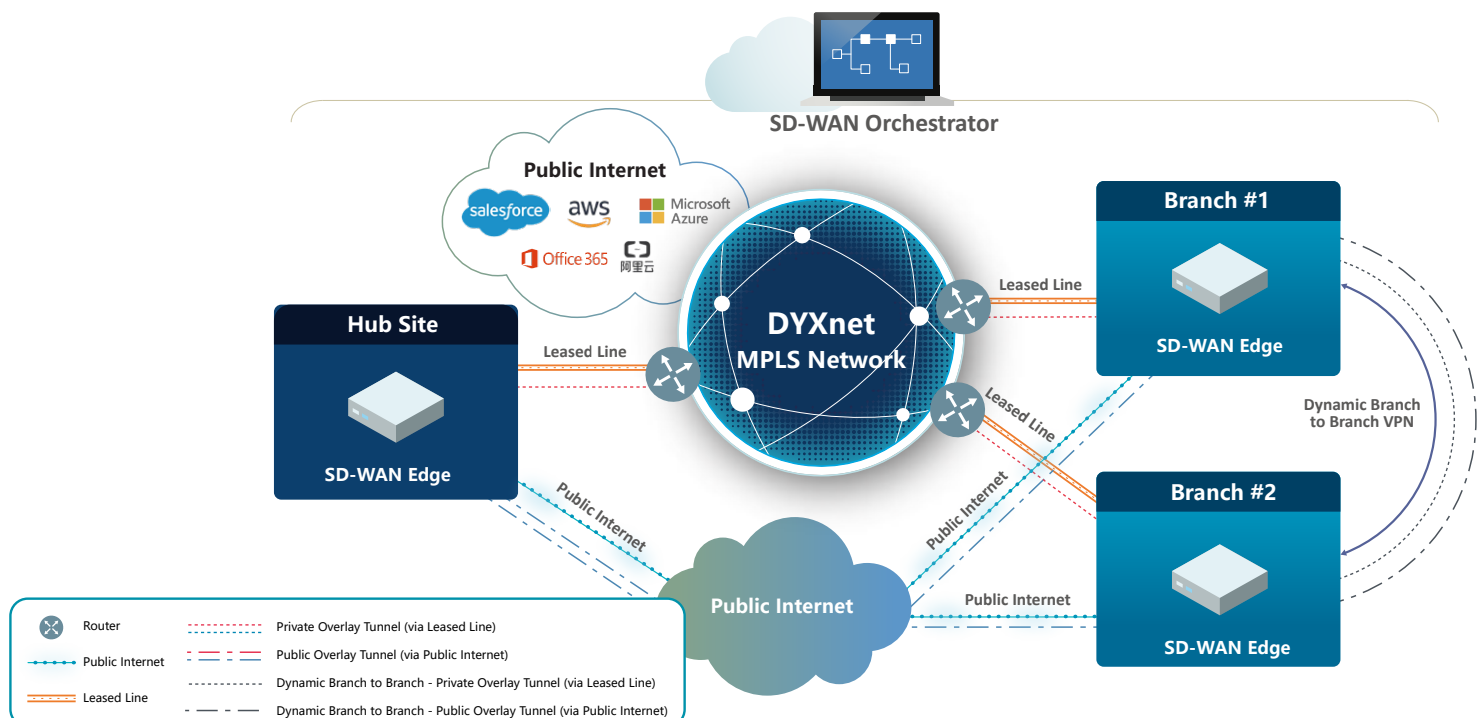 SD-WAN Orchestrator
Public Internet
salesforce
aws
Microsoft
Azure
Office 365
阿里云
Branch #1
SD-WAN Edge
Leased Line
Hub Site
SD-WAN Edge
Leased Line
DYXnet
MPLS Network
Leased Line
Dynamic Branch
to Branch VPN
Branch #2
SD-WAN Edge
Public Internet
Public Internet
Public Internet
Public Internet
Router
Public Internet
Leased Line
Private Overlay Tunnel (via Leased Line)
Public Overlay Tunnel (via Public Internet)
Dynamic Branch to Branch - Private Overlay Tunnel (via Leased Line)
Dynamic Branch to Branch - Public Overlay Tunnel (via Public Internet)